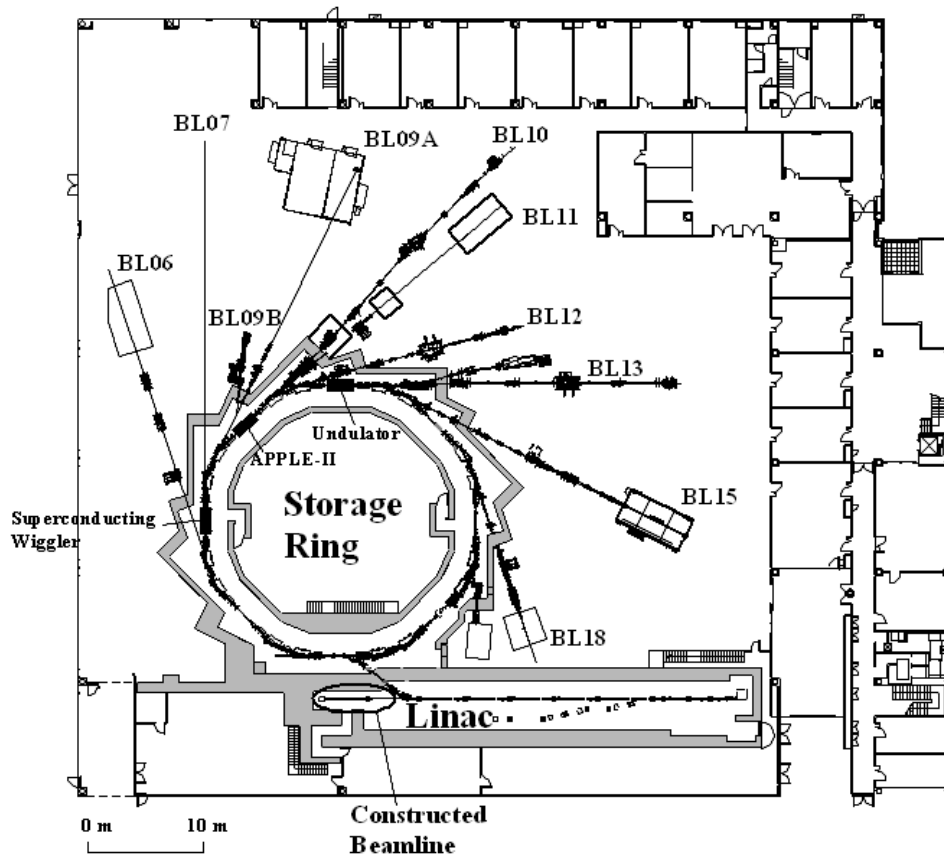 BL07
BL09A
BL10
BL11
BL06
BL09B
BL12
BL13
Undulator
APPLE-II
BL15
Storage
Ring
Superconducting
Wiggler
BL18
Linac
Constructed
Beamline
0 m
10 m